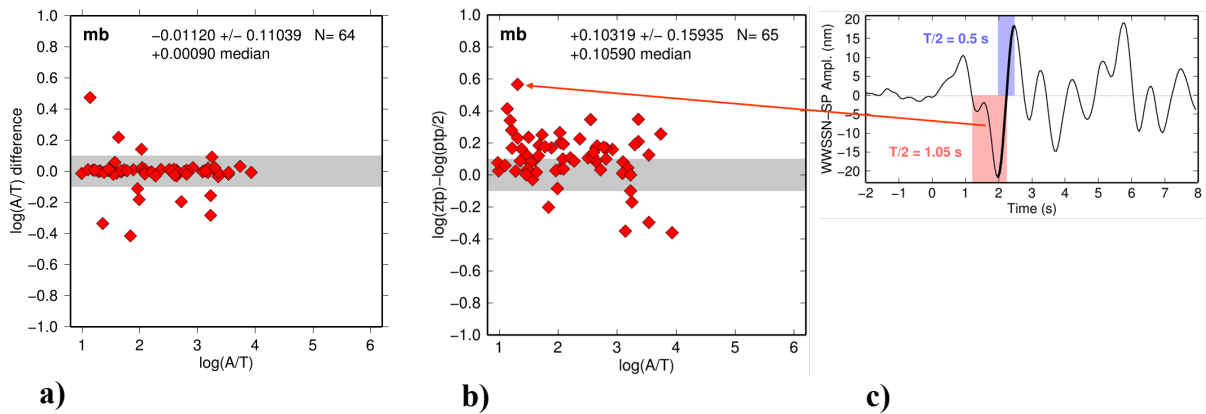 mb
−0.01120 +/− 0.11039 N= 64
+0.00090 median
1.0
0.8
0.6
0.4
0.2
0.0
−0.2
−0.4
−0.6
−0.8
−1.0
log(A/T) difference
1 2 3 4 5 6
log(A/T)
a)
mb
+0.10319 +/− 0.15935 N= 65
+0.10590 median
1.0
0.8
0.6
0.4
0.2
0.0
−0.2
−0.4
−0.6
−0.8
−1.0
log(ztp)−log(ptp/2)
1 2 3 4 5 6
log(A/T)
b)
20
15
10
5
0
−5
−10
−15
−20
WWSSN−SP Ampl. (nm)
T/2 = 0.5 s
T/2 = 1.05 s
−2 −1 0 1 2 3 4 5 6 7 8
Time (s)
c)